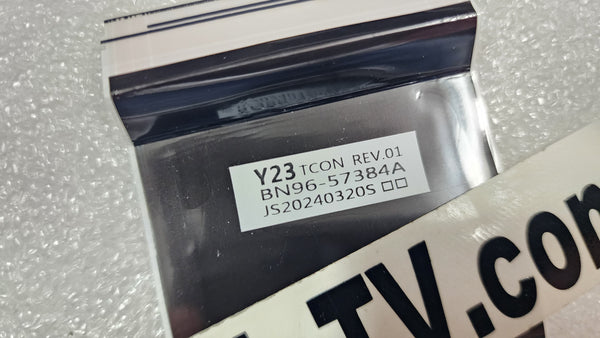 Y23 TCON REV.01
BN96-57384A
JS20240320S □□
TV.com